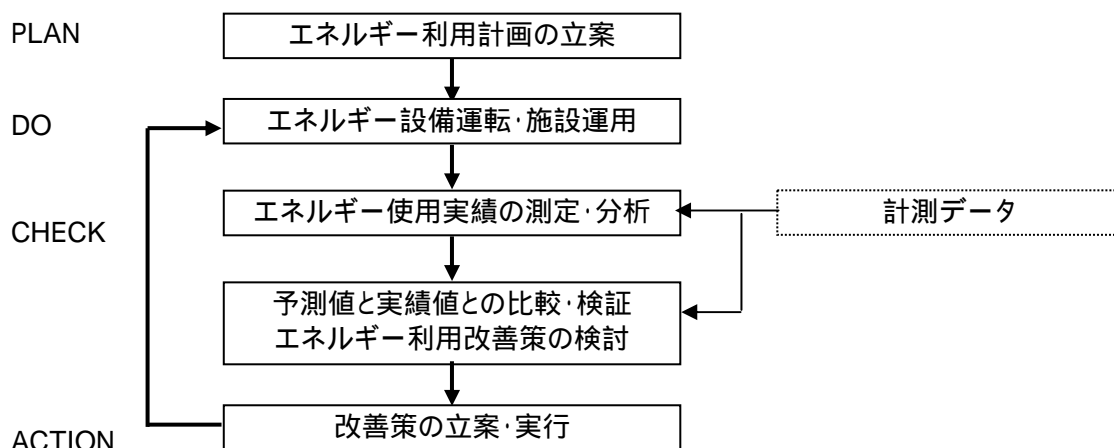 PLAN
エネルギー利用計画の立案
DO
エネルギー設備運転・施設運用
エネルギー使用実績の測定・分析
計測データ
CHECK
予測値と実績値との比較・検証
エネルギー利用改善策の検討
改善策の立案・実行
ACTION